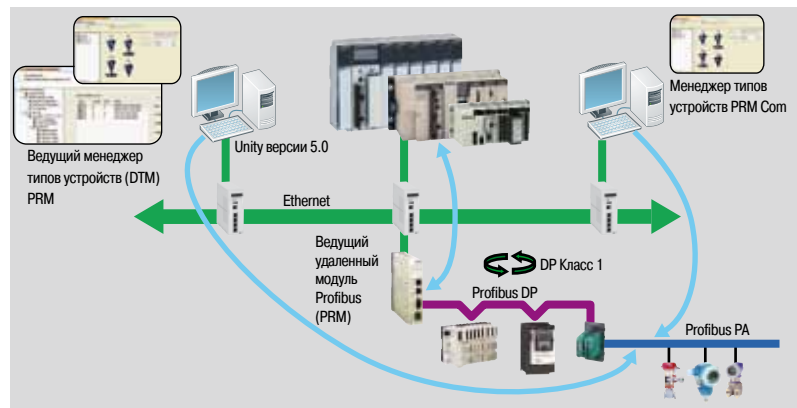 Ведущий менеджер
типов устройств (DTM)
PRM
Unity версии 5.0
Менеджер типов
устройств PRM Com
Ethernet
Ведущий
удаленный
модуль
Profibus
(PRM)
DP Класс 1
Profibus DP
Profibus PA